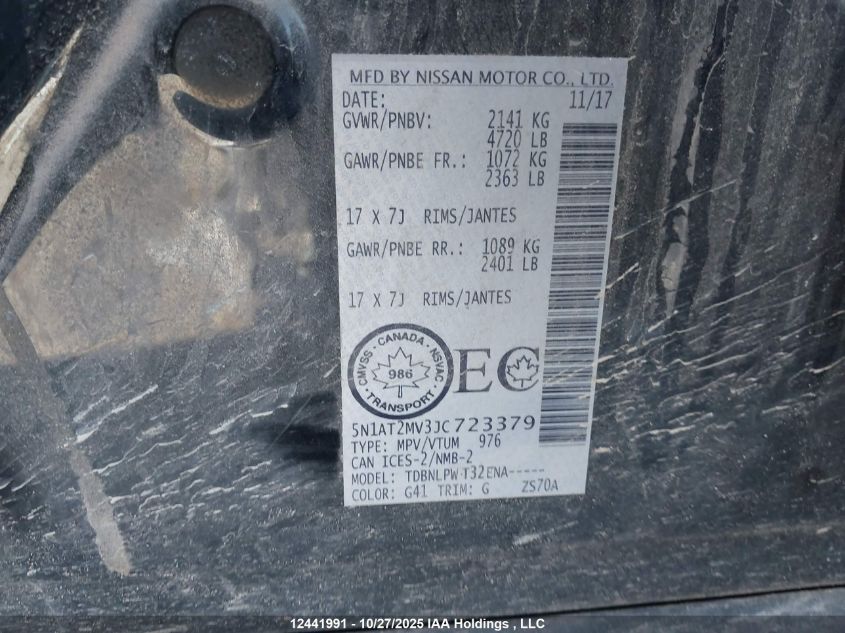 MFD BY NISSAN MOTOR CO., LTD.
DATE: 11/17
GVWR/PNBV: 2141 KG
4720 LB
GAWR/PNBE FR.: 1072 KG
2363 LB
17 X 7J RIMS/JANTES
GAWR/PNBE RR.: 1089 KG
2401 LB
17 X 7J RIMS/JANTES
CMVSS · CANADA · NSVAC
986
TRANSPORT
EC
5N1AT2MV3JC723379
TYPE: MPV/VTUM 976
CAN ICES-2/NMB-2
MODEL: TDBNLPW T32ENA-----
COLOR: G41 TRIM: G ZS70A
12441991 - 10/27/2025 IAA Holdings , LLC